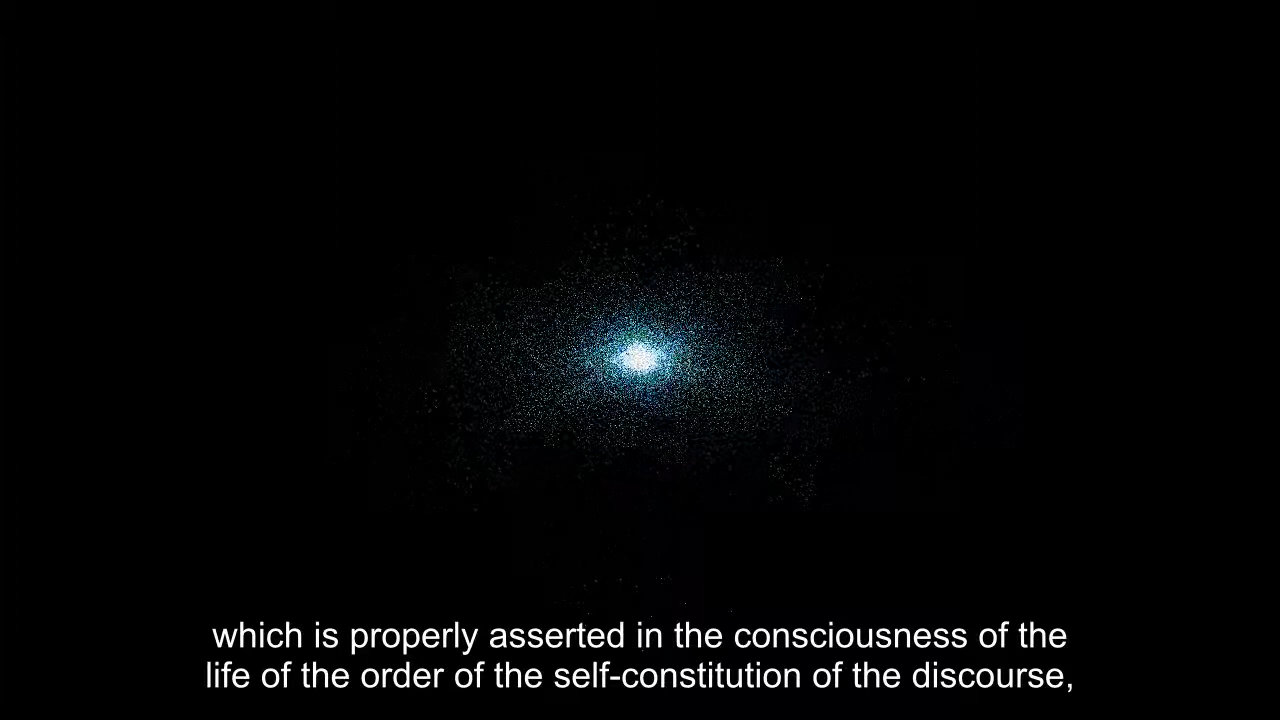 which is properly asserted in the consciousness of the
life of the order of the self-constitution of the discourse,